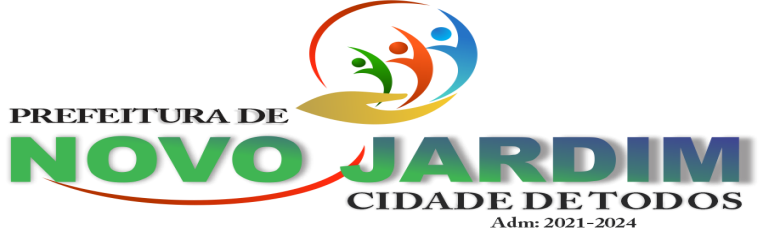 PREFEITURA DE
NOVO JARDIM
CIDADE DE TODOS
Adm: 2021-2024